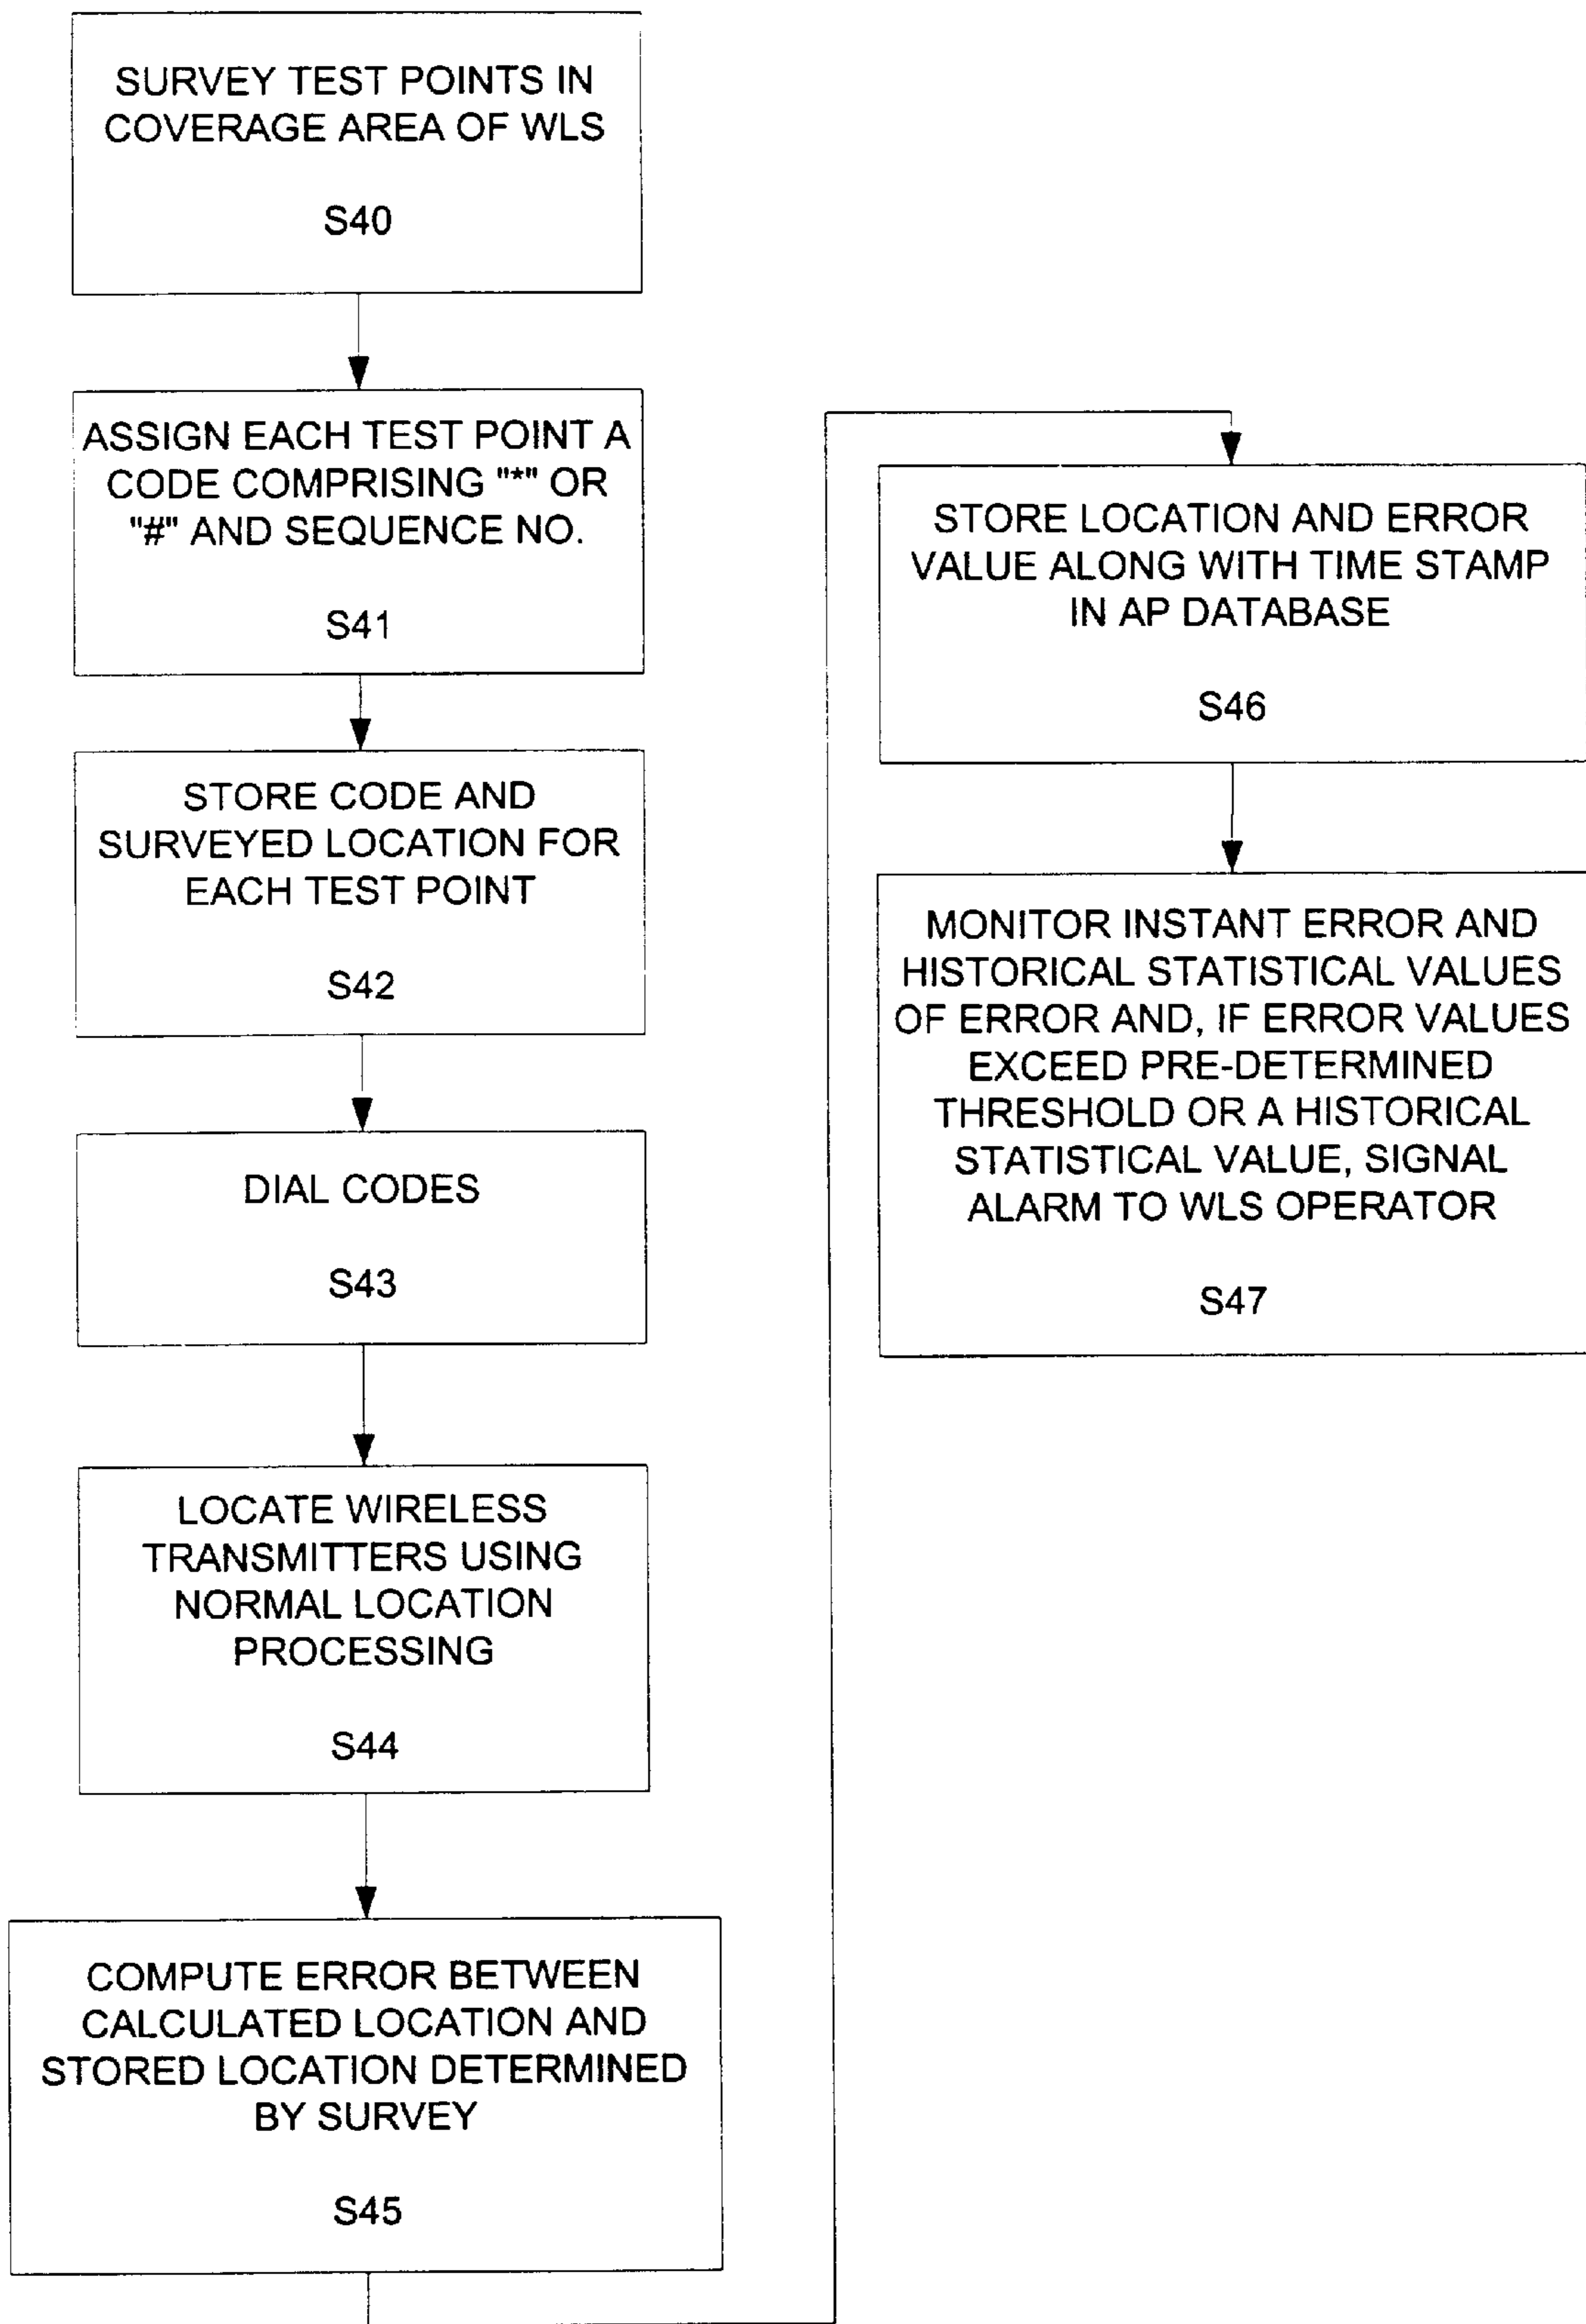 SURVEY TEST POINTS IN
COVERAGE AREA OF WLS
S40
ASSIGN EACH TEST POINT A
CODE COMPRISING "*" OR
"#" AND SEQUENCE NO.
S41
STORE CODE AND
SURVEYED LOCATION FOR
EACH TEST POINT
S42
DIAL CODES
S43
LOCATE WIRELESS
TRANSMITTERS USING
NORMAL LOCATION
PROCESSING
S44
COMPUTE ERROR BETWEEN
CALCULATED LOCATION AND
STORED LOCATION DETERMINED
BY SURVEY
S45
STORE LOCATION AND ERROR
VALUE ALONG WITH TIME STAMP
IN AP DATABASE
S46
MONITOR INSTANT ERROR AND
HISTORICAL STATISTICAL VALUES
OF ERROR AND, IF ERROR VALUES
EXCEED PRE-DETERMINED
THRESHOLD OR A HISTORICAL
STATISTICAL VALUE, SIGNAL
ALARM TO WLS OPERATOR
S47